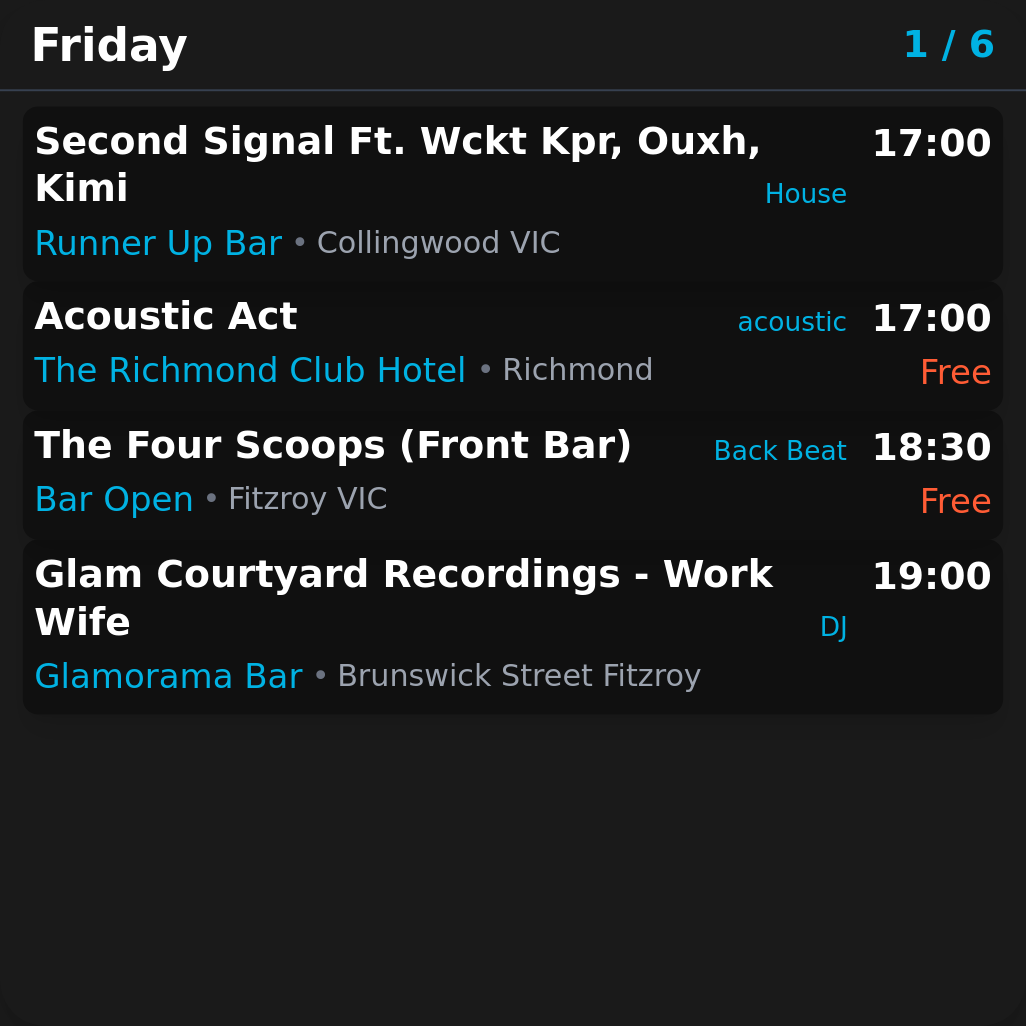 Friday 1 / 6
Second Signal Ft. Wckt Kpr, Ouxh, 17:00
Kimi House
Runner Up Bar • Collingwood VIC
Acoustic Act acoustic 17:00
The Richmond Club Hotel • Richmond Free
The Four Scoops (Front Bar) Back Beat 18:30
Bar Open • Fitzroy VIC Free
Glam Courtyard Recordings - Work 19:00
Wife DJ
Glamorama Bar • Brunswick Street Fitzroy